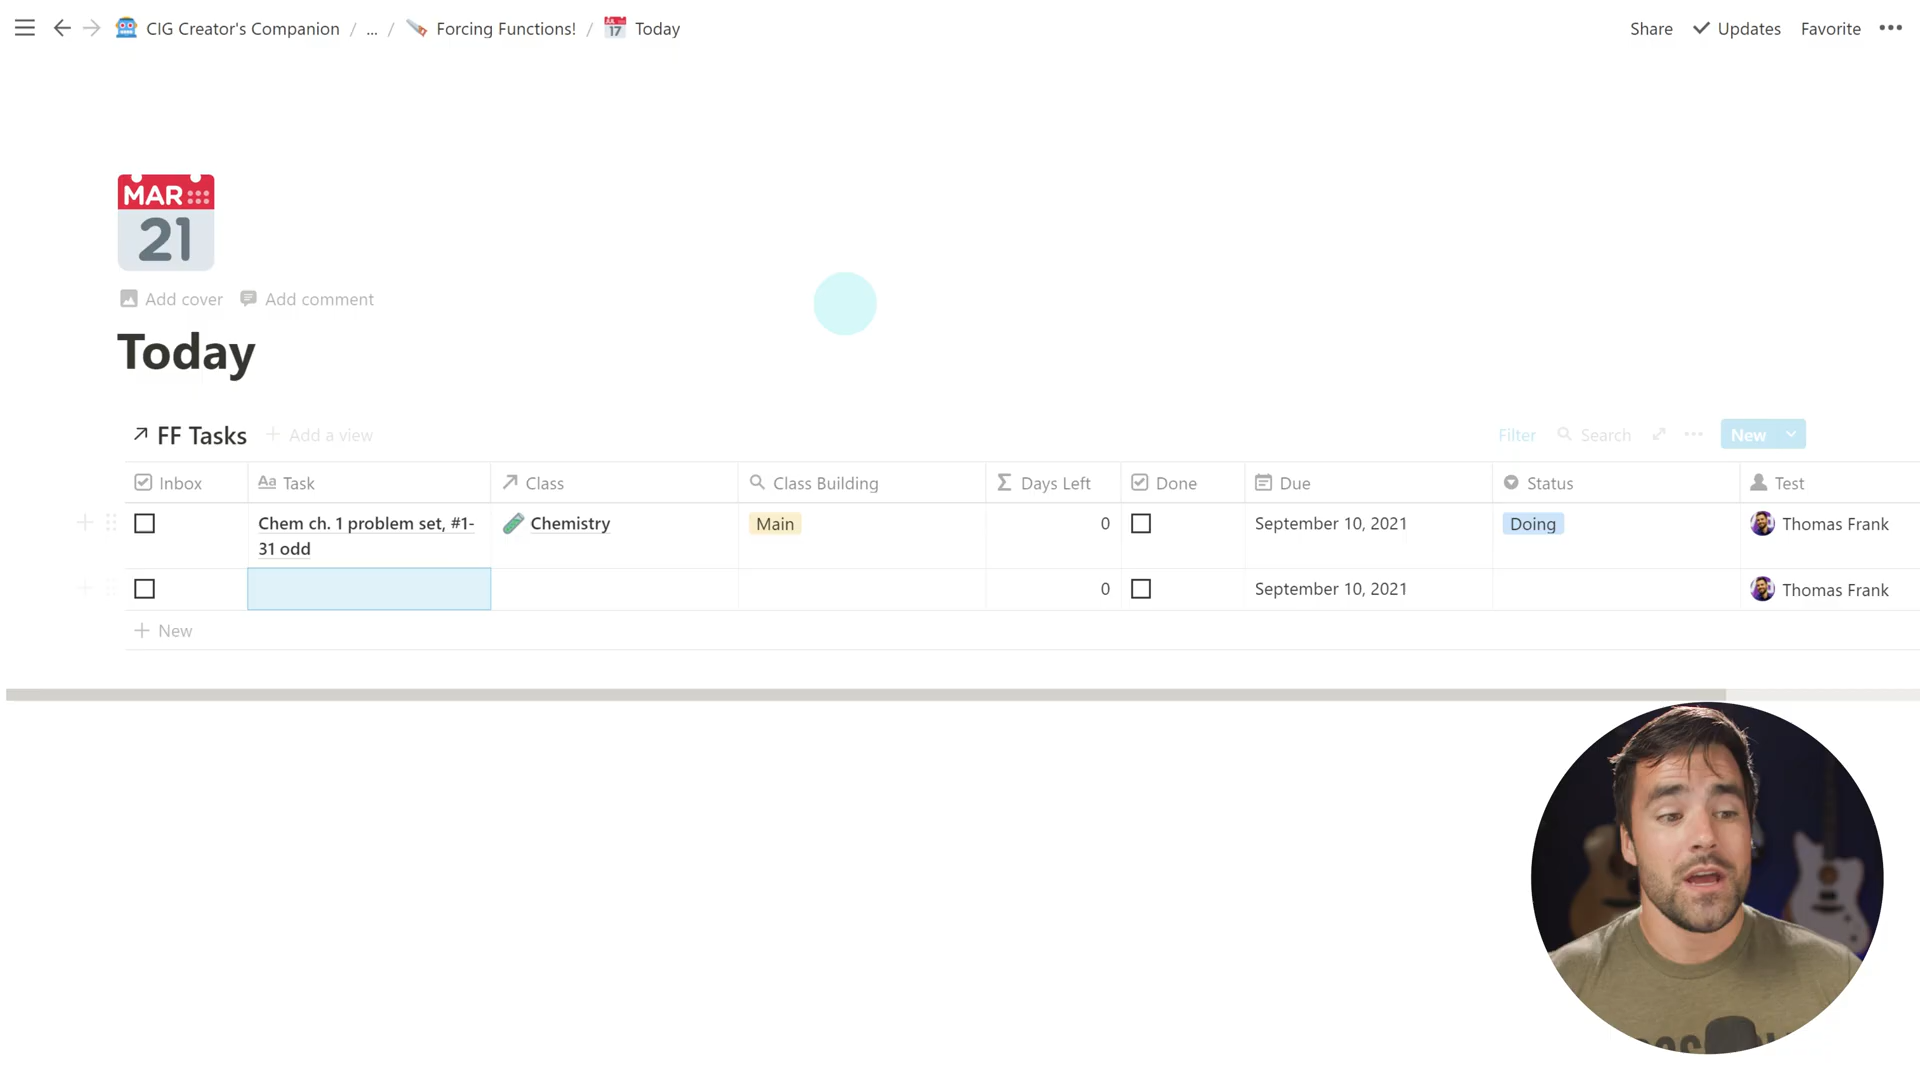 CIG Creator's Companion / ... / Forcing Functions! / Today
Share Updates Favorite
MAR
21
Add cover Add comment
Today
FF Tasks Add a view Filter Search New
Inbox Aa Task Class Class Building Σ Days Left Done Due Status Test
Chem ch. 1 problem set, #1-
31 odd Chemistry Main 0 September 10, 2021 Doing Thomas Frank
0 September 10, 2021 Thomas Frank
New